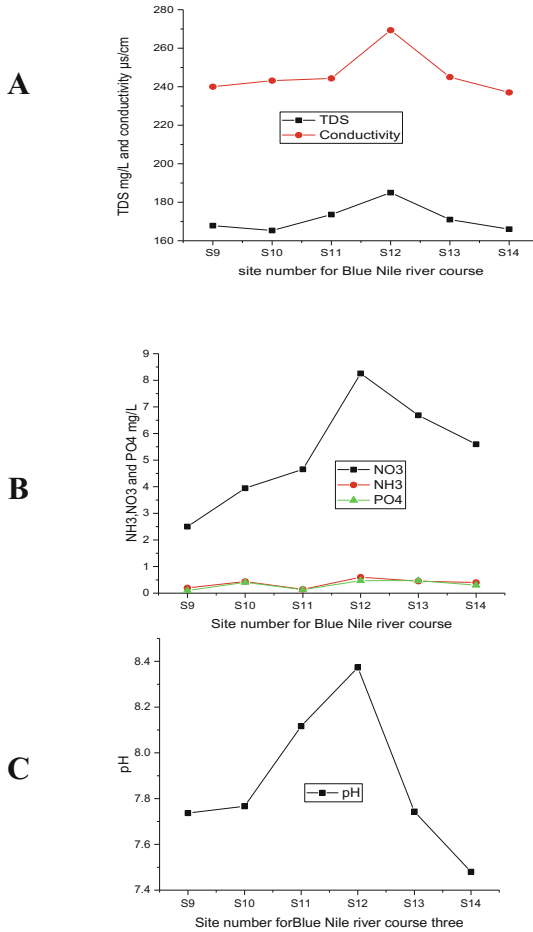 A
TDS mg/L and conductivity µs/cm
280
260
240
220
200
180
160
TDS
Conductivity
S9 S10 S11 S12 S13 S14
site number for Blue Nile river course
B
NH3,NO3 and PO4 mg/L
9
8
7
6
5
4
3
2
1
0
NO3
NH3
PO4
S9 S10 S11 S12 S13 S14
Site number for Blue Nile river course
C
pH
8.4
8.2
8.0
7.8
7.6
7.4
pH
S9 S10 S11 S12 S13 S14
Site number forBlue Nile river course three